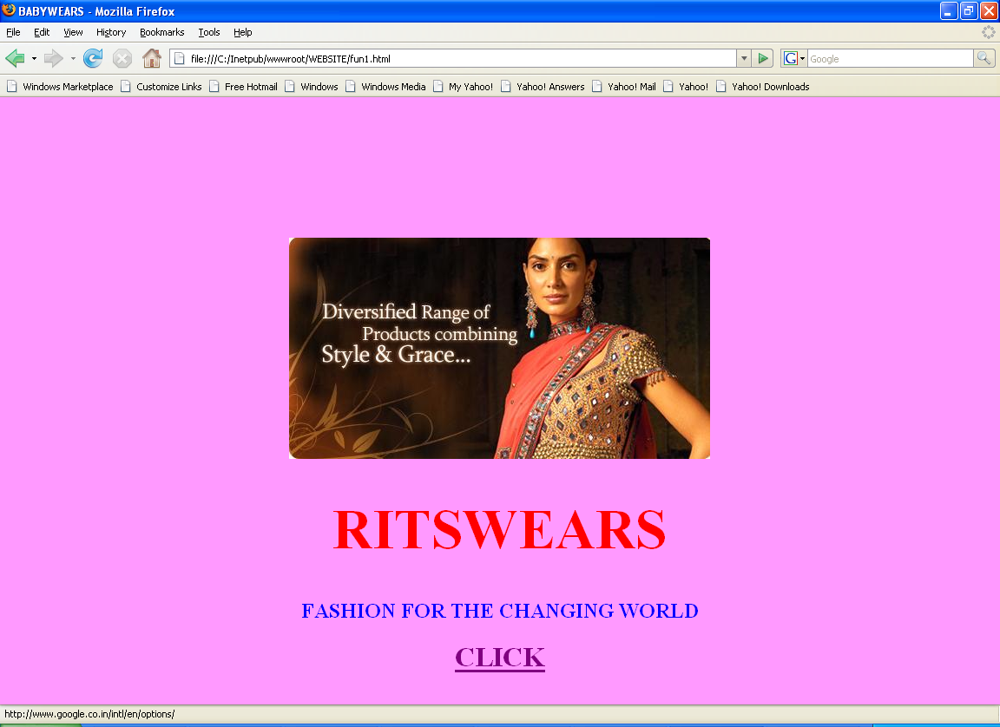 BABYWEARS - Mozilla Firefox
File Edit View History Bookmarks Tools Help
file:///C:/Inetpub/wwwroot/WEBSITE/fun1.html G Google
Windows Marketplace Customize Links Free Hotmail Windows Windows Media My Yahoo! Yahoo! Answers Yahoo! Mail Yahoo! Yahoo! Downloads
Diversified Range of
Products combining
Style & Grace...
RITSWEARS
FASHION FOR THE CHANGING WORLD
CLICK
http://www.google.co.in/intl/en/options/